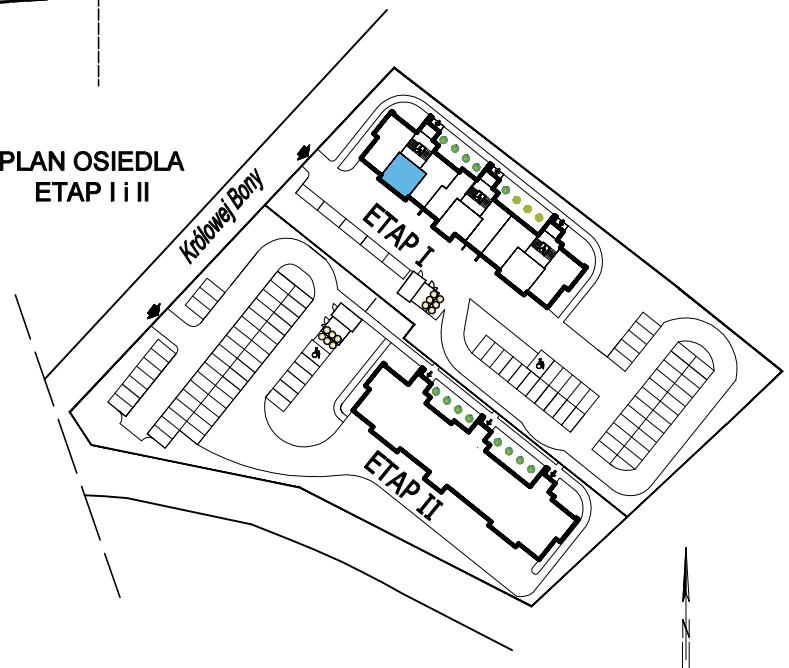 PLAN OSIEDLA
ETAP I i II
Królowej Bony
ETAP I
ETAP II
N